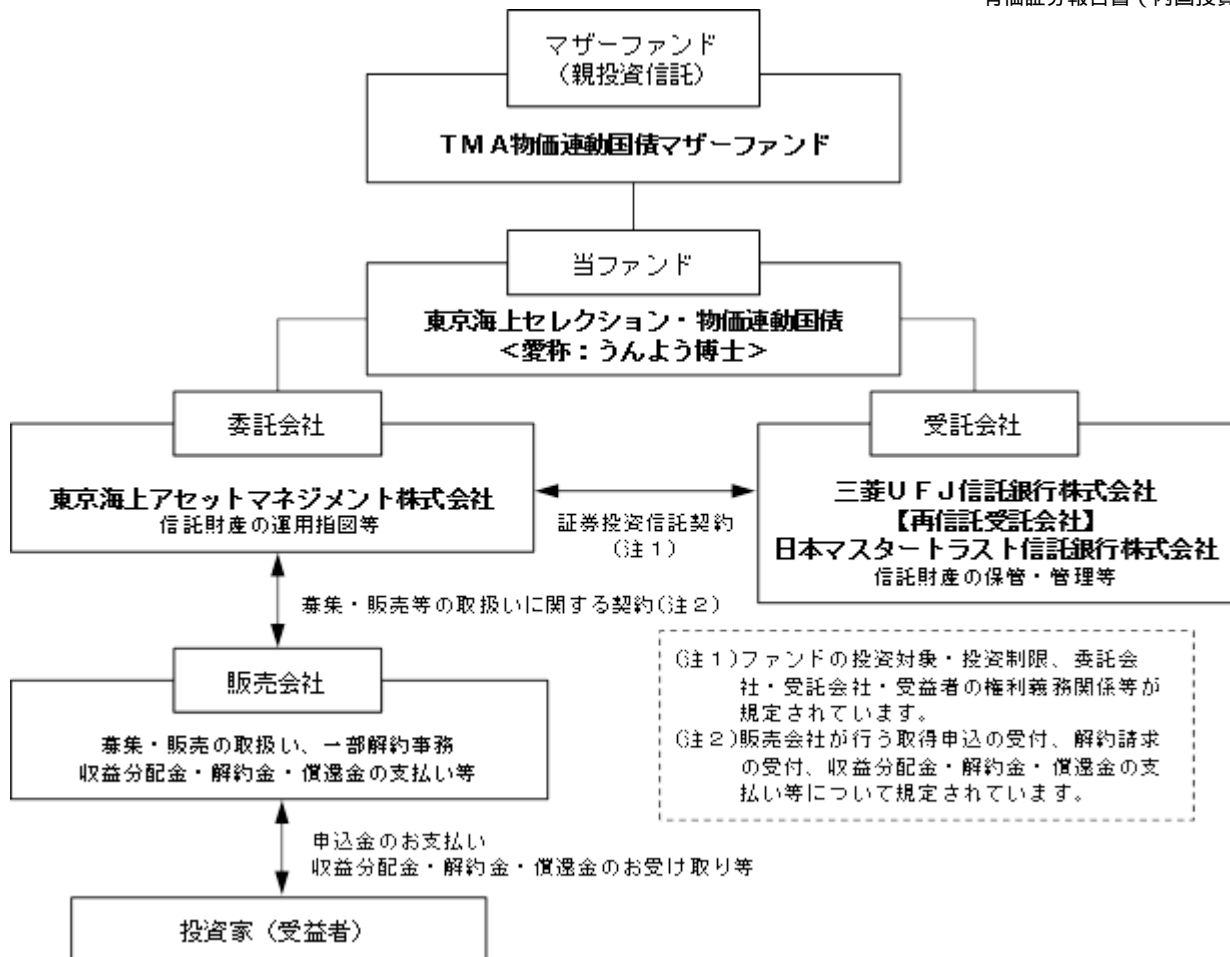 マザーファンド
(親投資信託)
ＴＭＡ物価連動国債マザーファンド
当ファンド
東京海上セレクション・物価連動国債
＜愛称：うんよう博士＞
委託会社
東京海上アセットマネジメント株式会社
信託財産の運用指図等
証券投資信託契約
(注１)
受託会社
三菱ＵＦＪ信託銀行株式会社
【再信託受託会社】
日本マスタートラスト信託銀行株式会社
信託財産の保管・管理等
募集・販売等の取扱いに関する契約(注２)
販売会社
募集・販売の取扱い、一部解約事務
収益分配金・解約金・償還金の支払い等
(注１)ファンドの投資対象・投資制限、委託会
社・受託会社・受益者の権利義務関係等が
規定されています。
(注２)販売会社が行う取得申込の受付、解約請求
の受付、収益分配金・解約金・償還金の支
払い等について規定されています。
申込金のお支払い
収益分配金・解約金・償還金のお受け取り等
投資家（受益者）